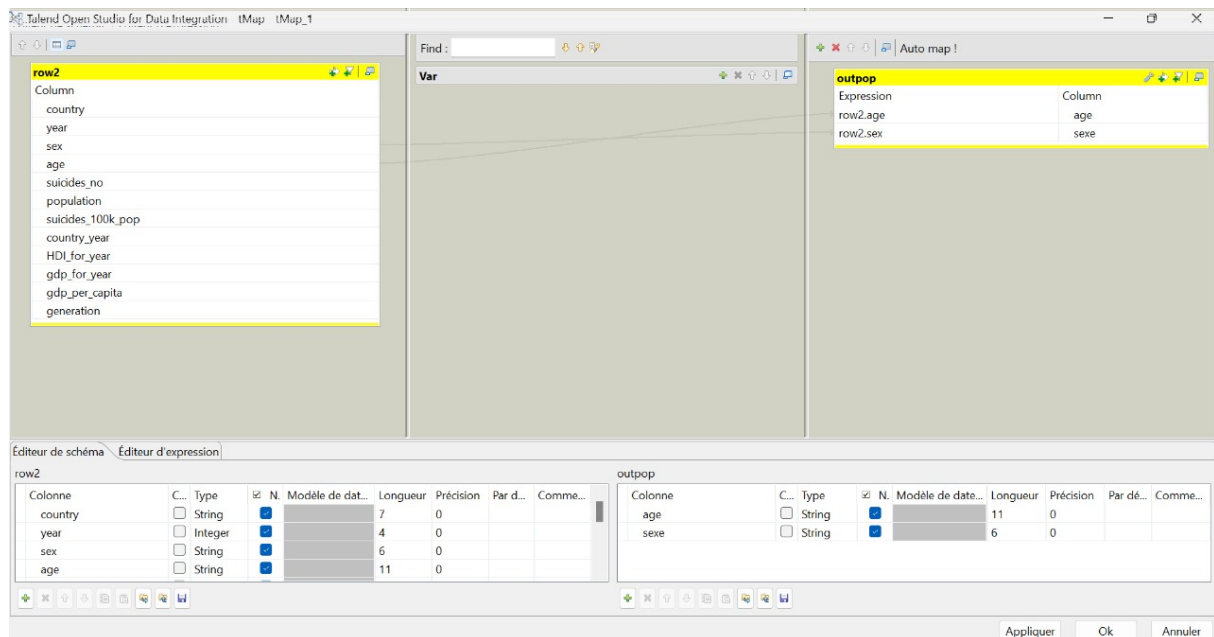 Talend Open Studio for Data Integration tMap tMap_1
Find :
Auto map !
row2
Column
country
year
sex
age
suicides_no
population
suicides_100k_pop
country_year
HDI_for_year
gdp_for_year
gdp_per_capita
generation
Var
outpop
Expression Column
row2.age age
row2.sex sexe
Éditeur de schéma Éditeur d'expression
row2
Colonne C... Type N. Modèle de dat... Longueur Précision Par d... Comme...
country String 7 0
year Integer 4 0
sex String 6 0
age String 11 0
outpop
Colonne C... Type N. Modèle de date... Longueur Précision Par dé... Comme...
age String 11 0
sexe String 6 0
Appliquer Ok Annuler